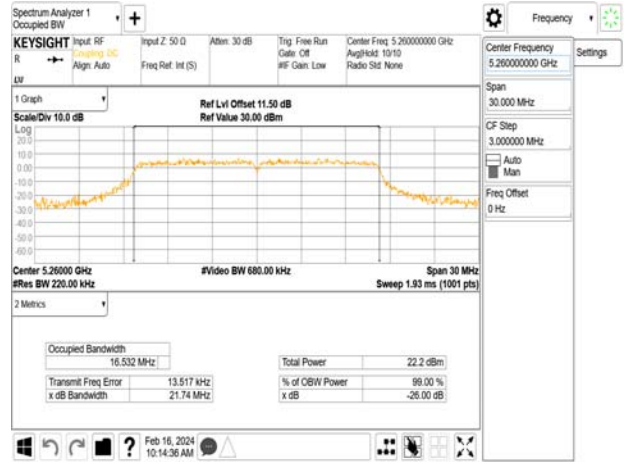 Spectrum Analyzer 1
Occupied BW
Frequency
KEYSIGHT
R
LXI
Input: RF
Coupling: DC
Align: Auto
Input Z: 50 Ω
Freq Ref: Int (S)
Atten: 30 dB
Trig: Free Run
Gate: Off
#IF Gain: Low
Center Freq: 5.260000000 GHz
Avg|Hold: 10/10
Radio Std: None
Center Frequency
5.260000000 GHz
Settings
Span
30.000 MHz
CF Step
3.000000 MHz
Auto
Man
Freq Offset
0 Hz
1 Graph
Scale/Div 10.0 dB
Ref Lvl Offset 11.50 dB
Ref Value 30.00 dBm
Log
20.0
10.0
0.00
-10.0
-20.0
-30.0
-40.0
-50.0
-60.0
Center 5.26000 GHz
#Res BW 220.00 kHz
#Video BW 680.00 kHz
Span 30 MHz
Sweep 1.93 ms (1001 pts)
2 Metrics
Occupied Bandwidth
16.532 MHz
Total Power 22.2 dBm
Transmit Freq Error 13.517 kHz
% of OBW Power 99.00 %
x dB Bandwidth 21.74 MHz
x dB -26.00 dB
?
Feb 16, 2024
10:14:36 AM